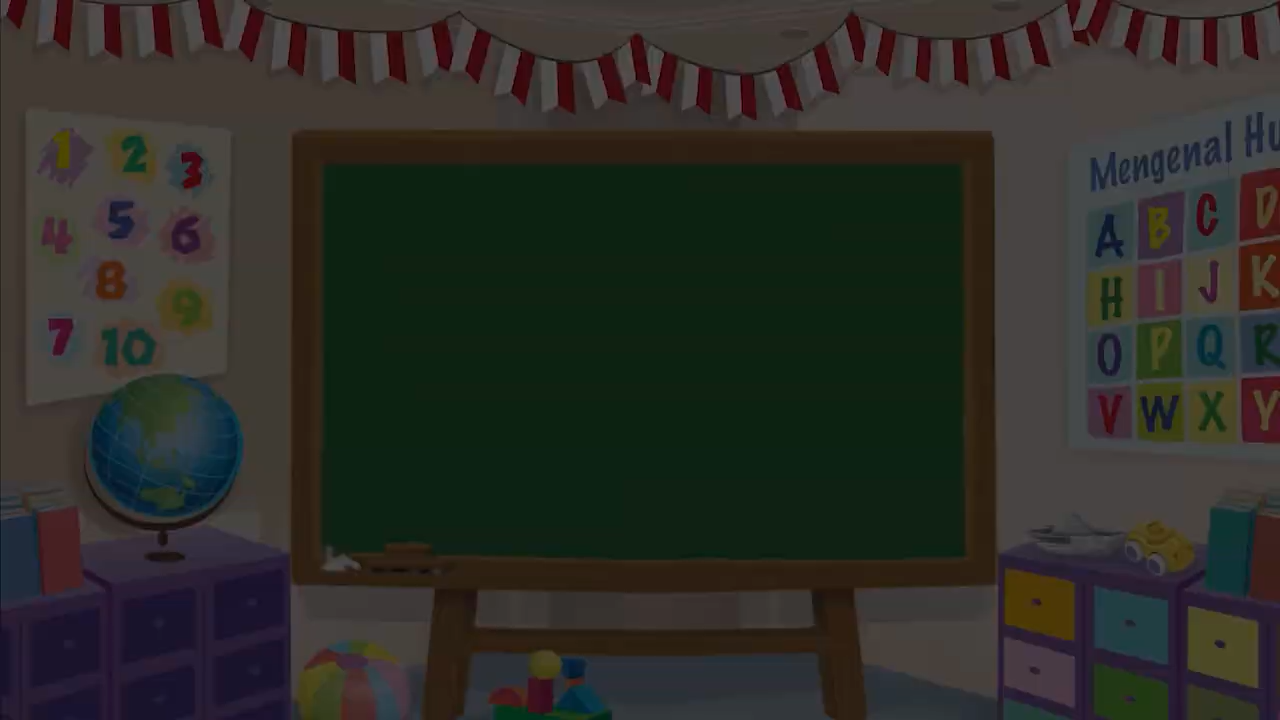 1 2 3
4 5 6
8 9
7 10
Mengenal Hu
A B C D
H I J K
O P Q R
V W X Y